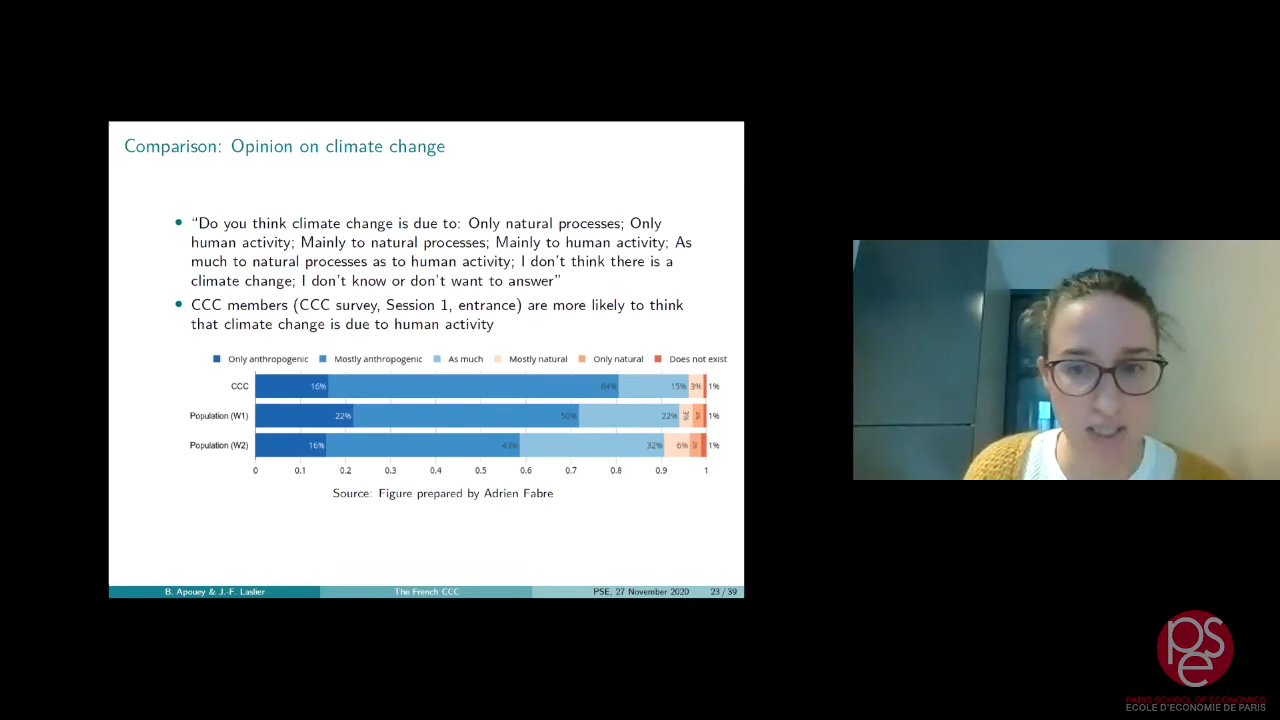 Comparison: Opinion on climate change
“Do you think climate change is due to: Only natural processes; Only
human activity; Mainly to natural processes; Mainly to human activity; As
much to natural processes as to human activity; I don't think there is a
climate change; I don't know or don't want to answer”
CCC members (CCC survey, Session 1, entrance) are more likely to think
that climate change is due to human activity
Only anthropogenic Mostly anthropogenic As much Mostly natural Only natural Does not exist
CCC 16% 64% 15% 3% 1%
Population (W1) 22% 50% 22% 3% 1%
Population (W2) 16% 43% 32% 6% 1%
0 0.1 0.2 0.3 0.4 0.5 0.6 0.7 0.8 0.9 1
Source: Figure prepared by Adrien Fabre
B. Apouey & J.-F. Laslier The French CCC PSE, 27 November 2020 23 / 39
pse
PARIS SCHOOL OF ECONOMICS
ECOLE D'ECONOMIE DE PARIS